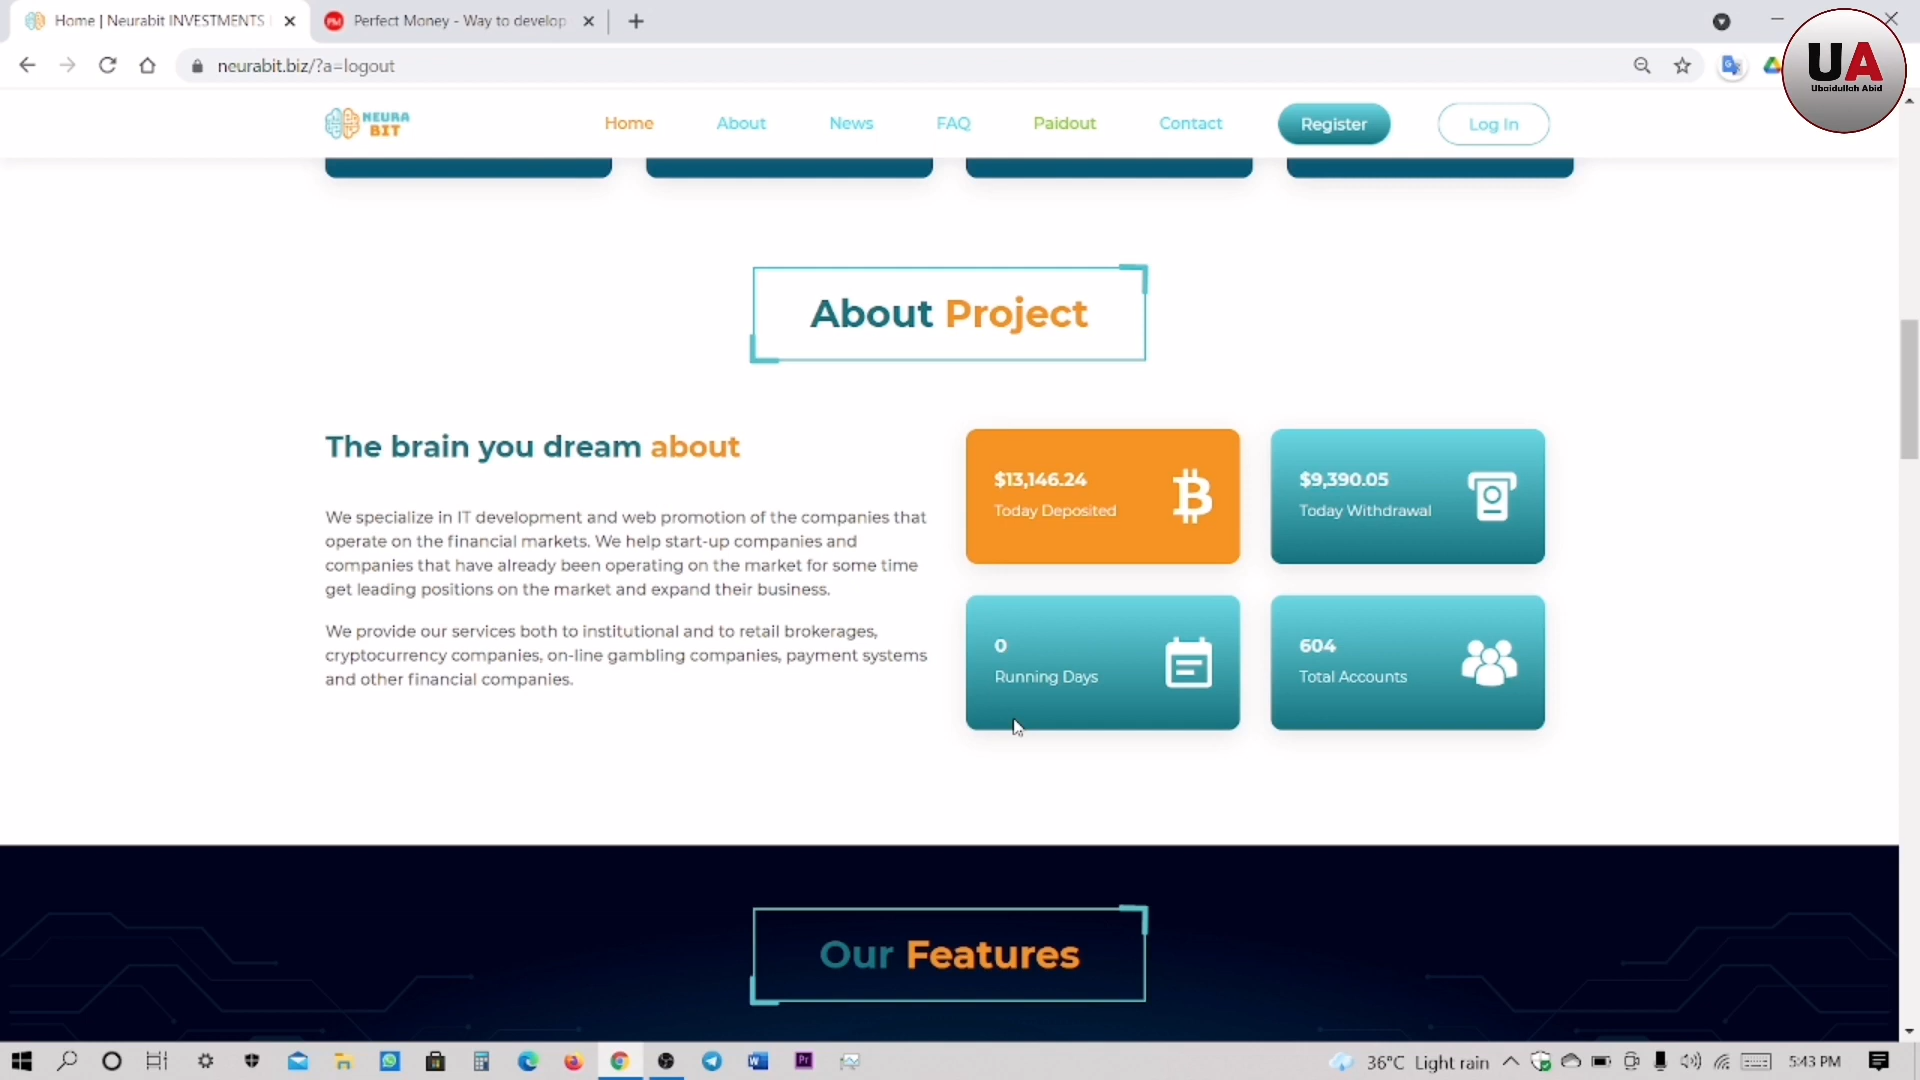 Home | Neurabit INVESTMENTS
Perfect Money - Way to develop
neurabit.biz/?a=logout
UA
Ubaidullah Abid
NEURA
BIT
Home
About
News
FAQ
Paidout
Contact
Register
Log In
About Project
The brain you dream about
We specialize in IT development and web promotion of the companies that
operate on the financial markets. We help start-up companies and
companies that have already been operating on the market for some time
get leading positions on the market and expand their business.
We provide our services both to institutional and to retail brokerages,
cryptocurrency companies, on-line gambling companies, payment systems
and other financial companies.
$13,146.24
Today Deposited
$9,390.05
Today Withdrawal
0
Running Days
604
Total Accounts
Our Features
36°C Light rain
5:43 PM